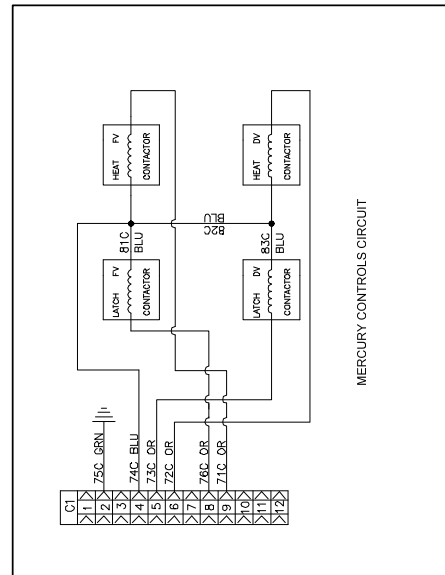 FV
HEAT
CONTACTOR
DV
HEAT
CONTACTOR
81C
BLU
82C
BLU
83C
BLU
FV
LATCH
CONTACTOR
DV
LATCH
CONTACTOR
MERCURY CONTROLS CIRCUIT
75C GRN
74C BLU
73C OR
72C OR
76C OR
71C OR
C1
1
2
3
4
5
6
7
8
9
10
11
12